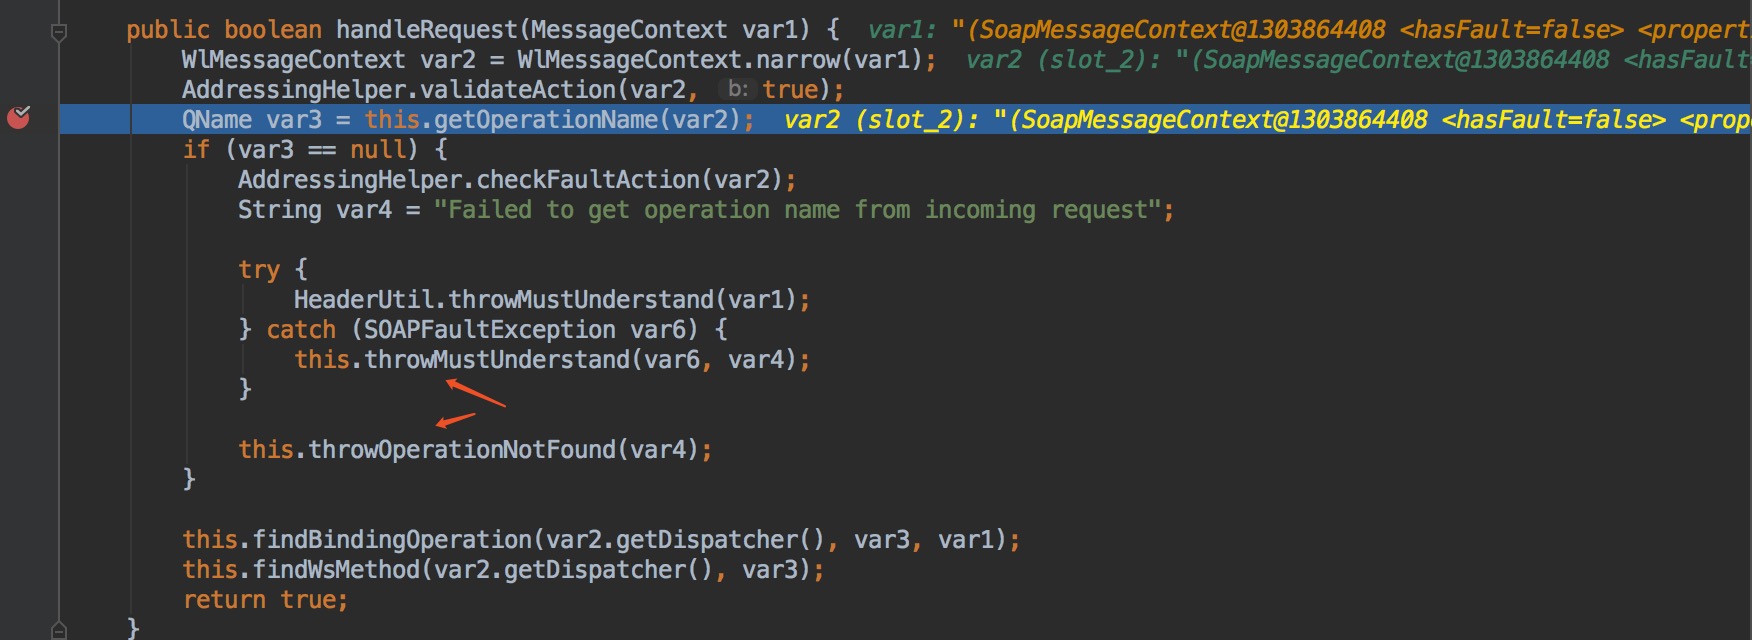 public boolean handleRequest(MessageContext var1) {  var1: "(SoapMessageContext@1303864408 <hasFault=false> <propert
WlMessageContext var2 = WlMessageContext.narrow(var1);  var2 (slot_2): "(SoapMessageContext@1303864408 <hasFault
AddressingHelper.validateAction(var2, b: true);
QName var3 = this.getOperationName(var2);  var2 (slot_2): "(SoapMessageContext@1303864408 <hasFault=false> <prop
if (var3 == null) {
AddressingHelper.checkFaultAction(var2);
String var4 = "Failed to get operation name from incoming request";
try {
HeaderUtil.throwMustUnderstand(var1);
} catch (SOAPFaultException var6) {
this.throwMustUnderstand(var6, var4);
}
this.throwOperationNotFound(var4);
}
this.findBindingOperation(var2.getDispatcher(), var3, var1);
this.findWsMethod(var2.getDispatcher(), var3);
return true;
}